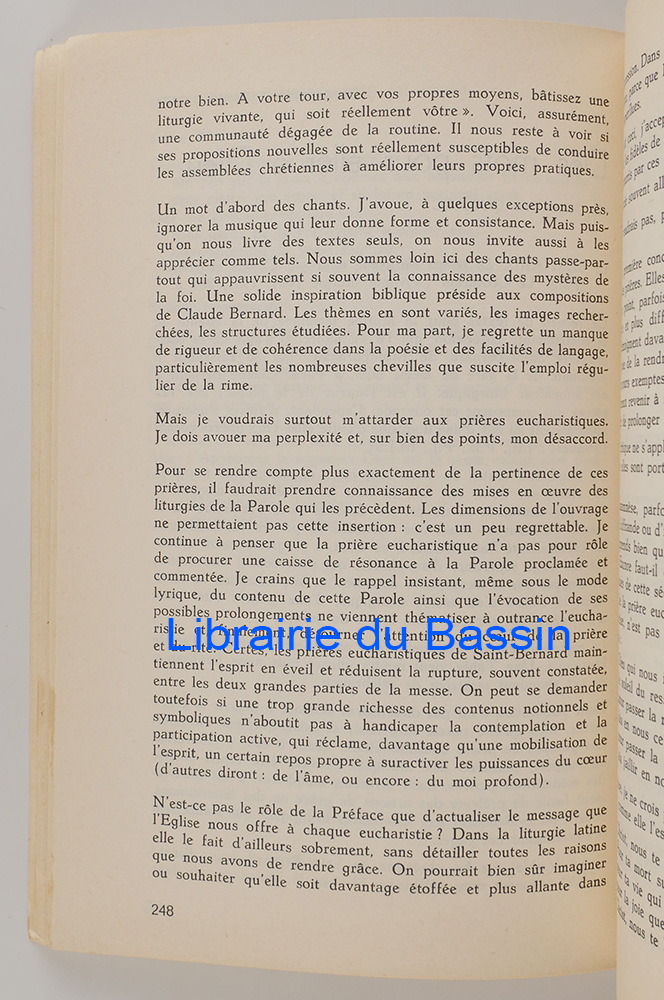 notre bien. A votre tour, avec vos propres moyens, bâtissez une
liturgie vivante, qui soit réellement vôtre ». Voici, assurément,
une communauté dégagée de la routine. Il nous reste à voir si
ses propositions nouvelles sont réellement susceptibles de conduire
les assemblées chrétiennes à améliorer leurs propres pratiques.
Un mot d'abord des chants. J'avoue, à quelques exceptions près,
ignorer la musique qui leur donne forme et consistance. Mais puis-
qu'on nous livre des textes seuls, on nous invite aussi à les
apprécier comme tels. Nous sommes loin ici des chants passe-par-
tout qui appauvrissent si souvent la connaissance des mystères de
la foi. Une solide inspiration biblique préside aux compositions
de Claude Bernard. Les thèmes en sont variés, les images recher-
chées, les structures étudiées. Pour ma part, je regrette un manque
de rigueur et de cohérence dans la poésie et des facilités de langage,
particulièrement les nombreuses chevilles que suscite l'emploi régu-
lier de la rime.
Mais je voudrais surtout m'attarder aux prières eucharistiques.
Je dois avouer ma perplexité et, sur bien des points, mon désaccord.
Pour se rendre compte plus exactement de la pertinence de ces
prières, il faudrait prendre connaissance des mises en œuvre des
liturgies de la Parole qui les précèdent. Les dimensions de l'ouvrage
ne permettaient pas cette insertion : c'est un peu regrettable. Je
continue à penser que la prière eucharistique n'a pas pour rôle
de procurer une caisse de résonance à la Parole proclamée et
commentée. Je crains que le rappel insistant, même sous le mode
lyrique, du contenu de cette Parole ainsi que l'évocation de ses
possibles prolongements ne viennent thématiser à outrance l'eucha-
ristie et finalement détourner l'attention du cœur de la prière
et du rite. Certes, les prières eucharistiques de Saint-Bernard main-
tiennent l'esprit en éveil et réduisent la rupture, souvent constatée,
entre les deux grandes parties de la messe. On peut se demander
toutefois si une trop grande richesse des contenus notionnels et
symboliques n'aboutit pas à handicaper la contemplation et la
participation active, qui réclame, davantage qu'une mobilisation de
l'esprit, un certain repos propre à suractiver les puissances du cœur
(d'autres diront : de l'âme, ou encore : du moi profond).
N'est-ce pas le rôle de la Préface que d'actualiser le message que
l'Eglise nous offre à chaque eucharistie ? Dans la liturgie latine
elle le fait d'ailleurs sobrement, sans détailler toutes les raisons
que nous avons de rendre grâce. On pourrait bien sûr imaginer
ou souhaiter qu'elle soit davantage étoffée et plus allante dans
248
Librairie du Bassin